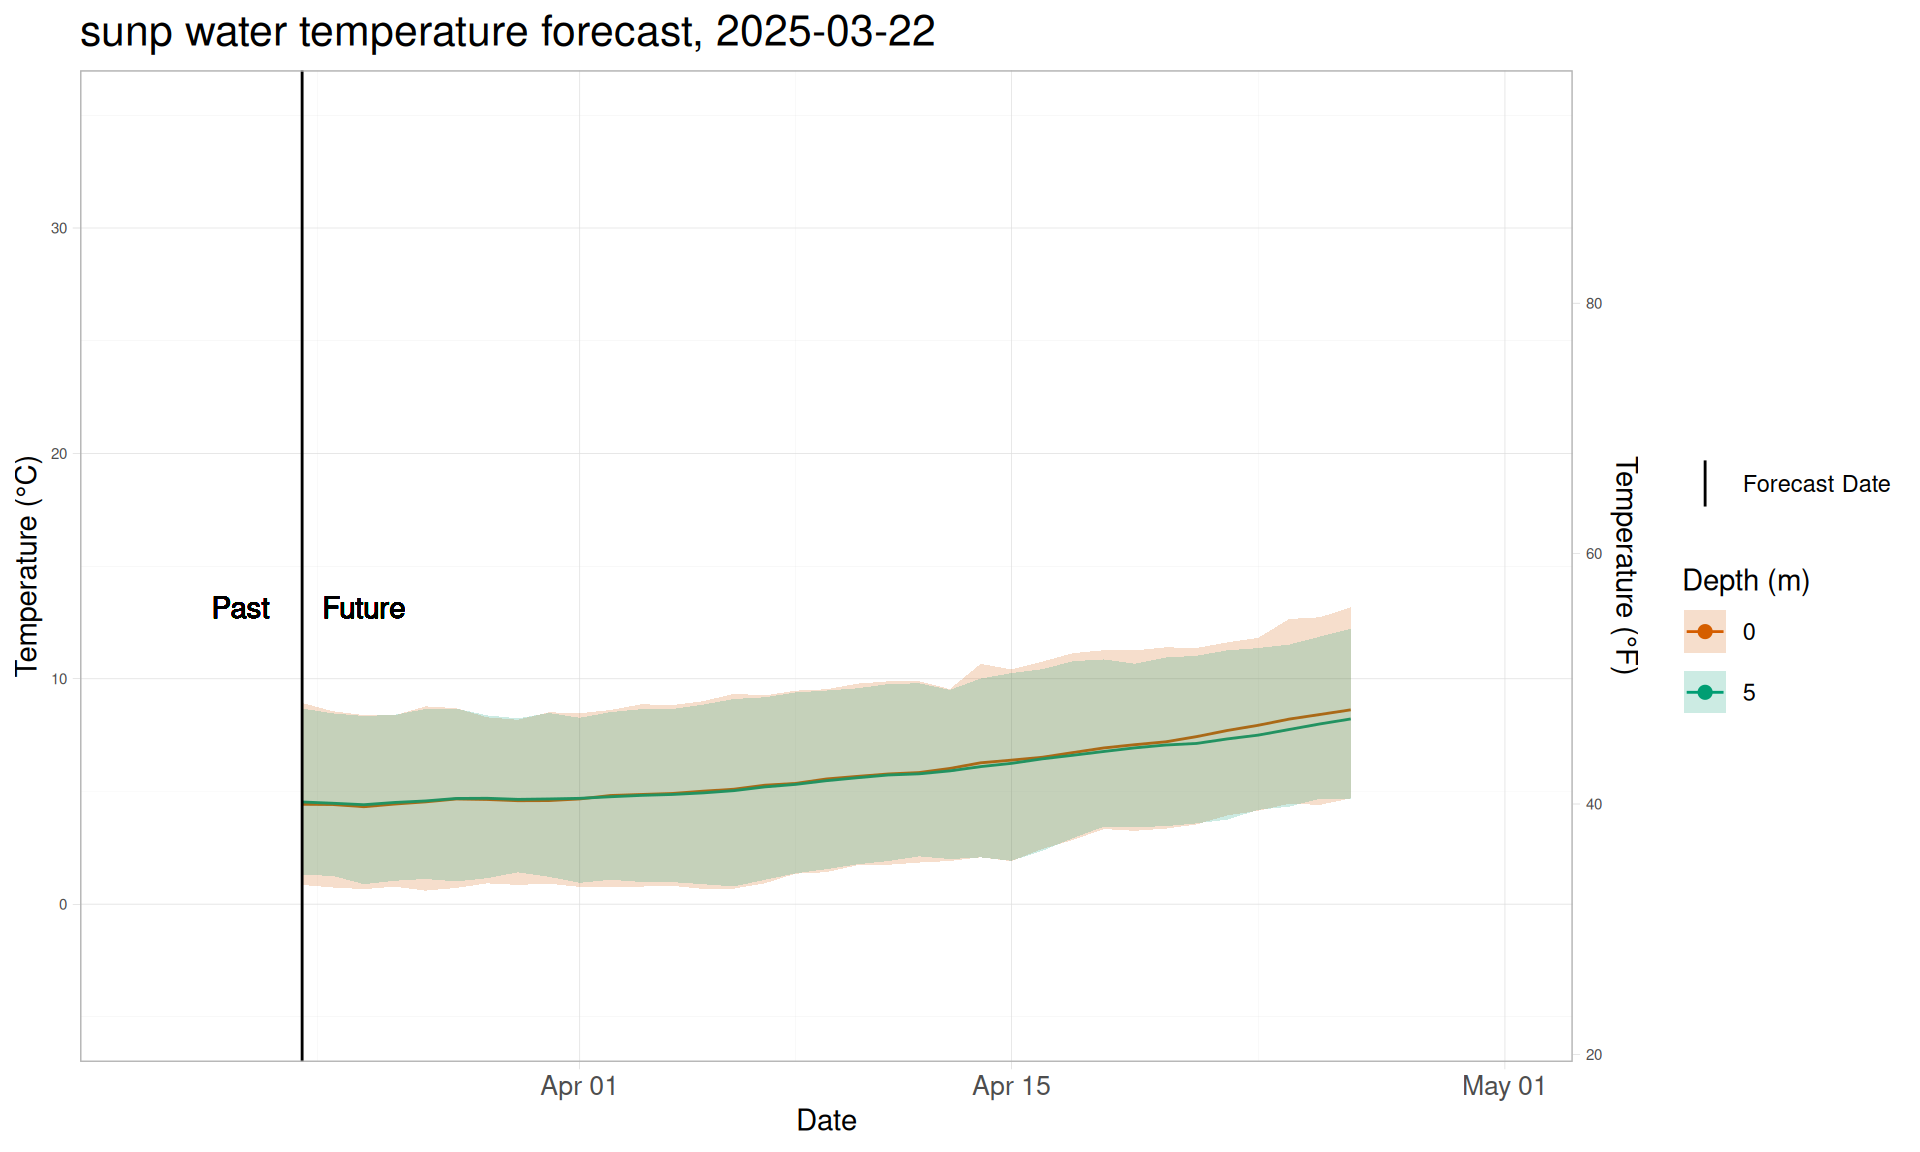 sunp water temperature forecast, 2025-03-22
Temperature (°C)
30
20
10
0
Past
Future
80
60
40
20
Temperature (°F)
Apr 01
Apr 15
May 01
Date
Forecast Date
Depth (m)
0
5